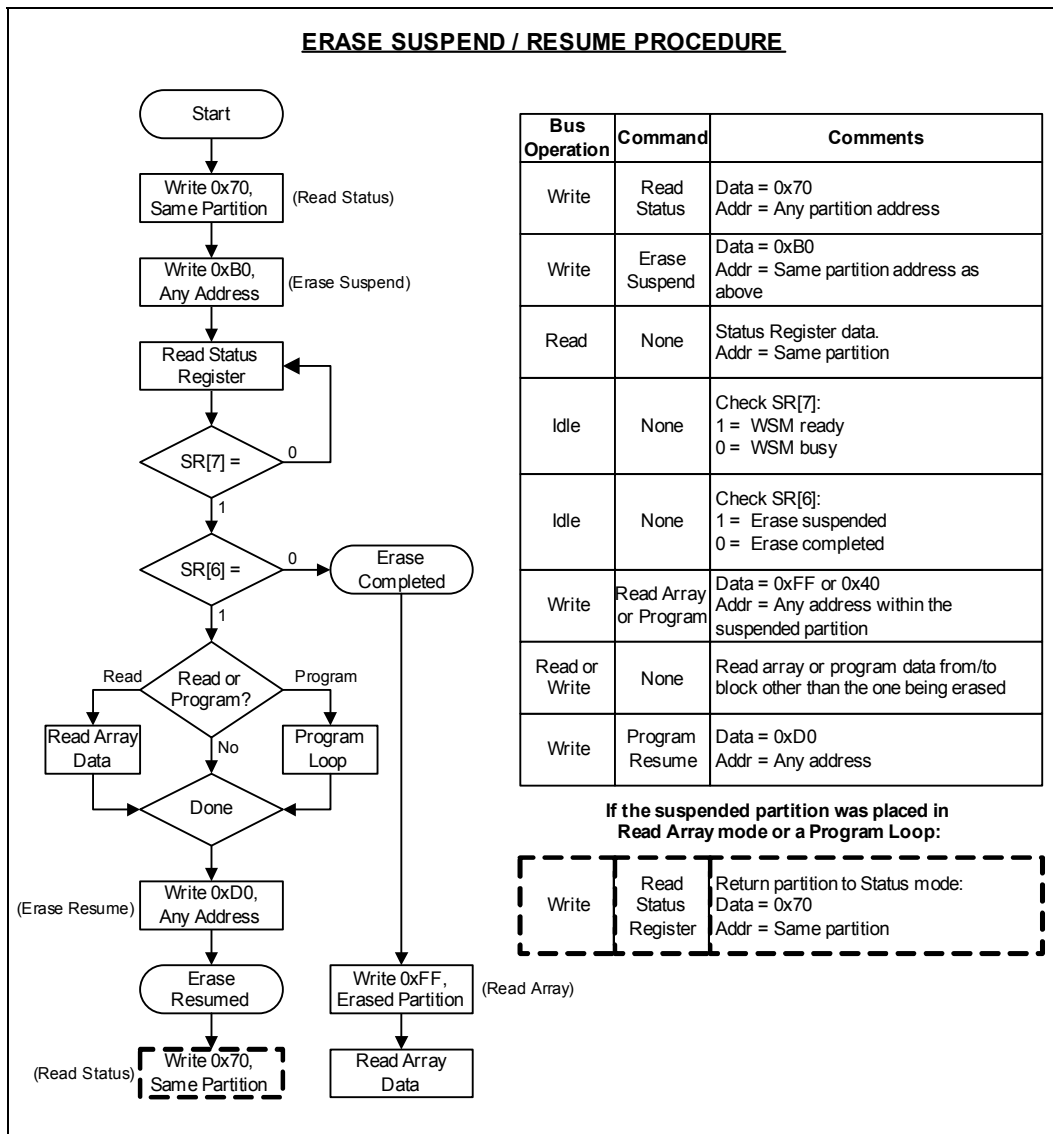 ERASE SUSPEND / RESUME PROCEDURE
Start
Write 0x70,
Same Partition
(Read Status)
Write 0xB0,
Any Address
(Erase Suspend)
Read Status
Register
SR[7] =
0
1
SR[6] =
0
Erase
Completed
1
Read
Read or
Program?
Program
Read Array
Data
No
Program
Loop
Done
(Erase Resume)
Write 0xD0,
Any Address
Erase
Resumed
(Read Status)
Write 0x70,
Same Partition
Write 0xFF,
Erased Partition
(Read Array)
Read Array
Data
Bus
Operation
Command
Comments
Write
Read
Status
Data = 0x70
Addr = Any partition address
Write
Erase
Suspend
Data = 0xB0
Addr = Same partition address as
above
Read
None
Status Register data.
Addr = Same partition
Idle
None
Check SR[7]:
1 = WSM ready
0 = WSM busy
Idle
None
Check SR[6]:
1 = Erase suspended
0 = Erase completed
Write
Read Array
or Program
Data = 0xFF or 0x40
Addr = Any address within the
suspended partition
Read or
Write
None
Read array or program data from/to
block other than the one being erased
Write
Program
Resume
Data = 0xD0
Addr = Any address
If the suspended partition was placed in
Read Array mode or a Program Loop:
Write
Read
Status
Register
Return partition to Status mode:
Data = 0x70
Addr = Same partition